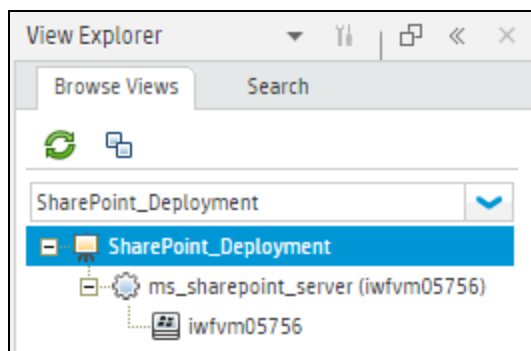 View Explorer
Browse Views Search
SharePoint_Deployment
SharePoint_Deployment
ms_sharepoint_server (iwfvm05756)
iwfvm05756